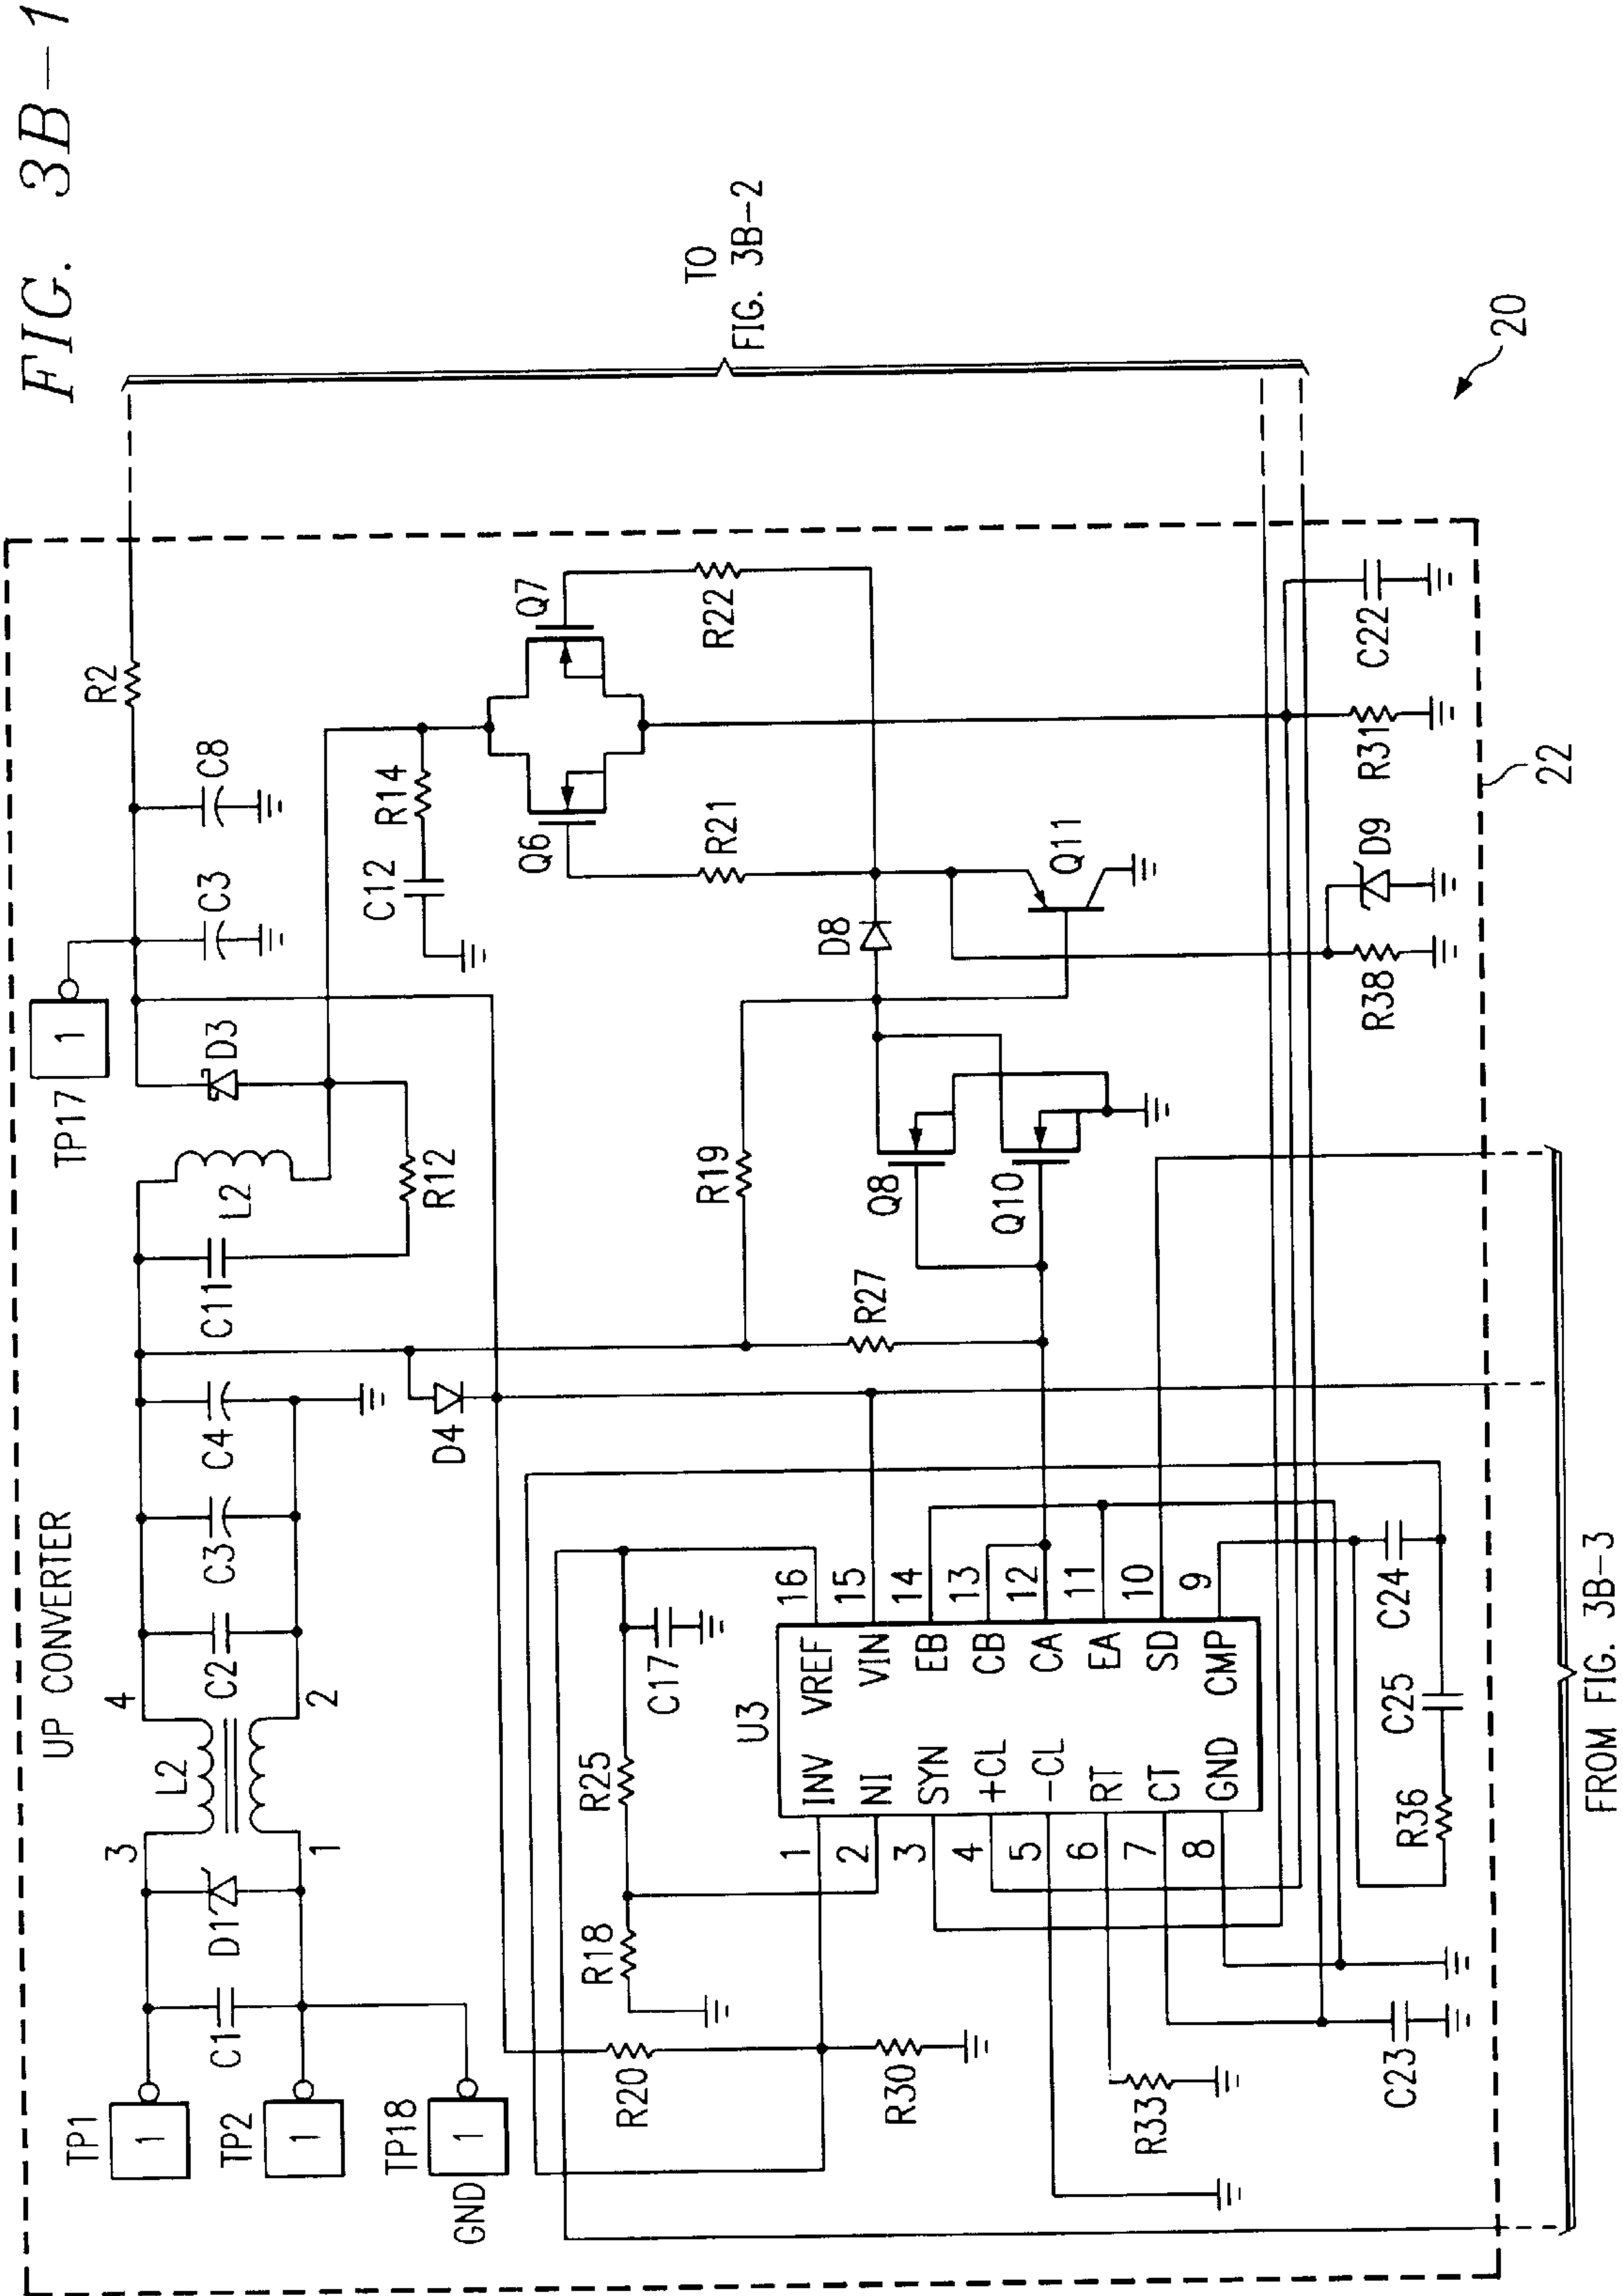 FIG. 3B-1
UP CONVERTER
TP1
1
TP2
1
TP18
1
GND
C1
D1
3
1
L2
4
2
C2
C3
C4
C11
L2
R12
D3
TP17
1
C3
C8
R2
D4
R14
C12
Q6
Q7
R21
R22
TO
FIG. 3B-2
R19
R27
D8
Q8
Q10
Q11
R38
D9
R31
C22
R25
R18
C17
R20
R30
R33
C23
U3
1 INV VREF 16
2 NI VIN 15
3 SYN EB 14
4 +CL CB 13
5 -CL CA 12
6 RT EA 11
7 CT SD 10
8 GND CMP 9
R36
C25
C24
22
20
FROM FIG. 3B-3